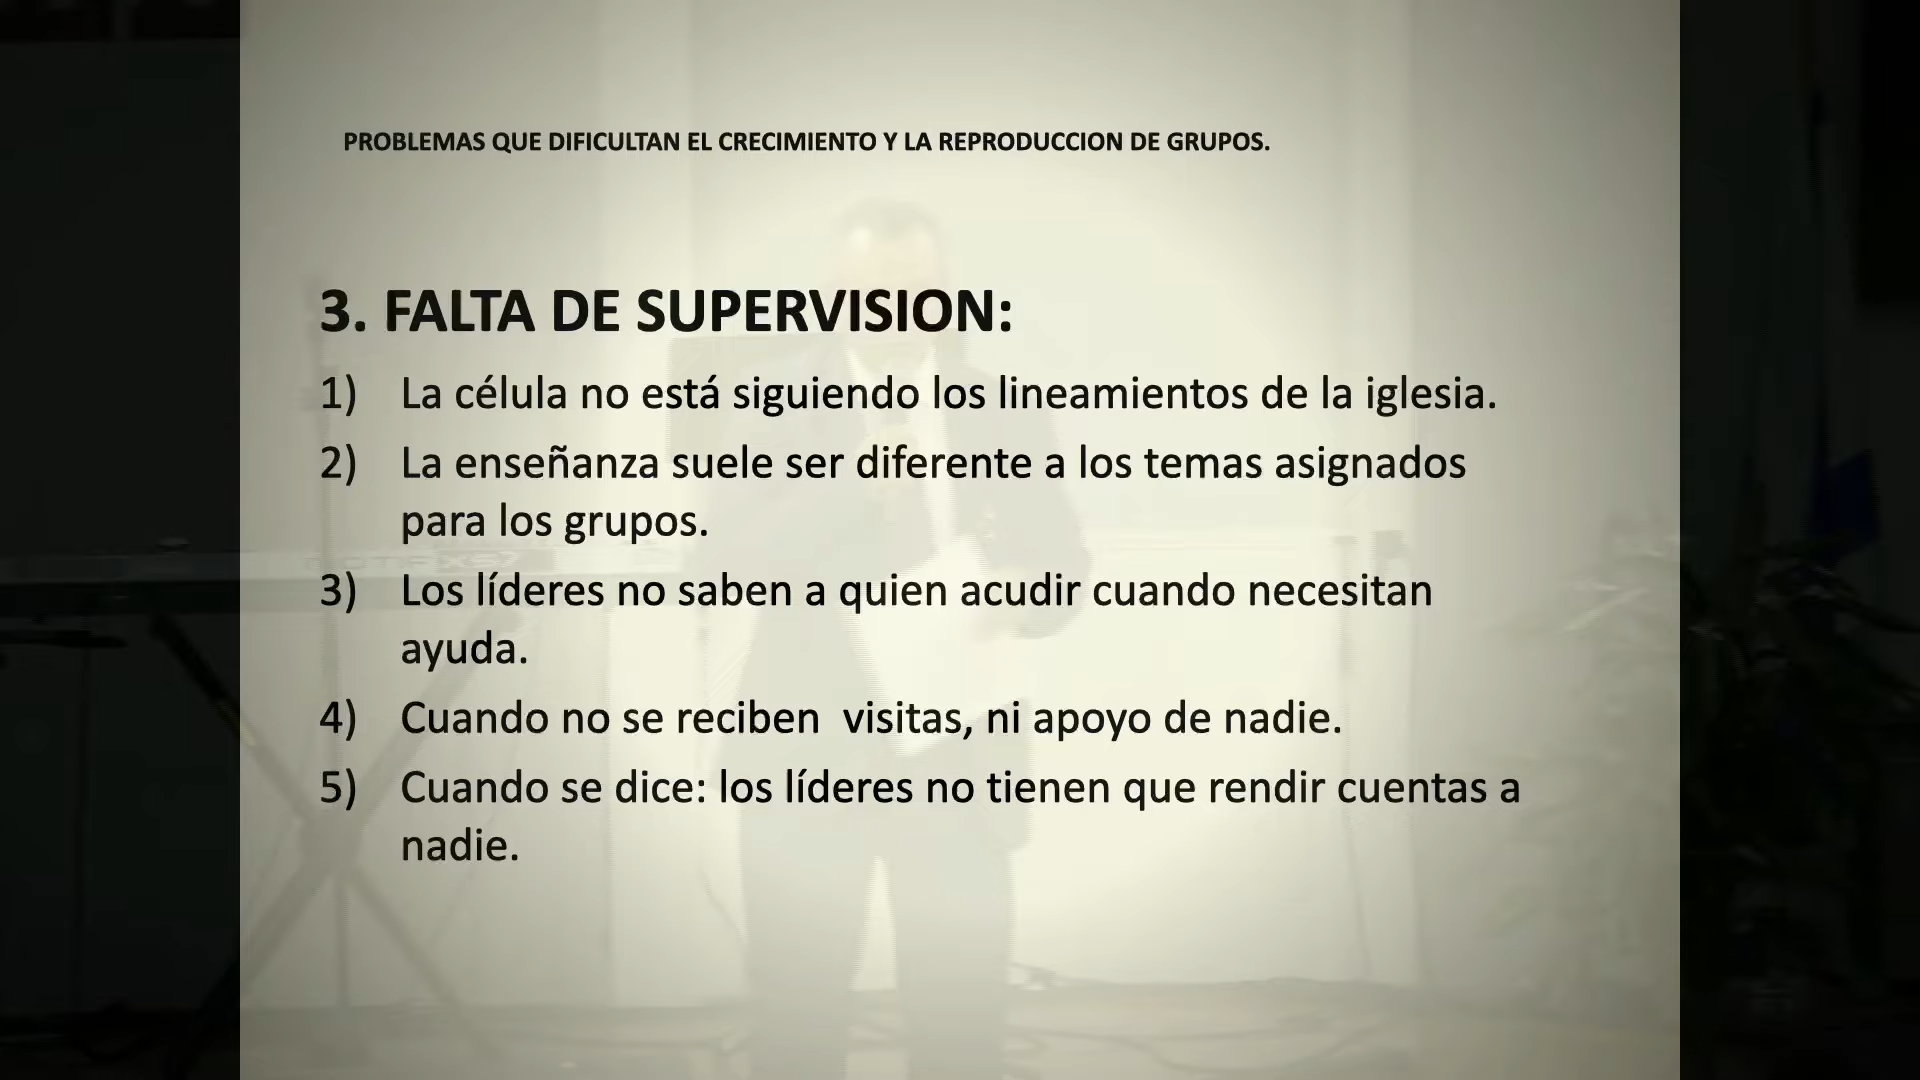 PROBLEMAS QUE DIFICULTAN EL CRECIMIENTO Y LA REPRODUCCION DE GRUPOS.
3. FALTA DE SUPERVISION:
1) La célula no está siguiendo los lineamientos de la iglesia.
2) La enseñanza suele ser diferente a los temas asignados
para los grupos.
3) Los líderes no saben a quien acudir cuando necesitan
ayuda.
4) Cuando no se reciben  visitas, ni apoyo de nadie.
5) Cuando se dice: los líderes no tienen que rendir cuentas a
nadie.